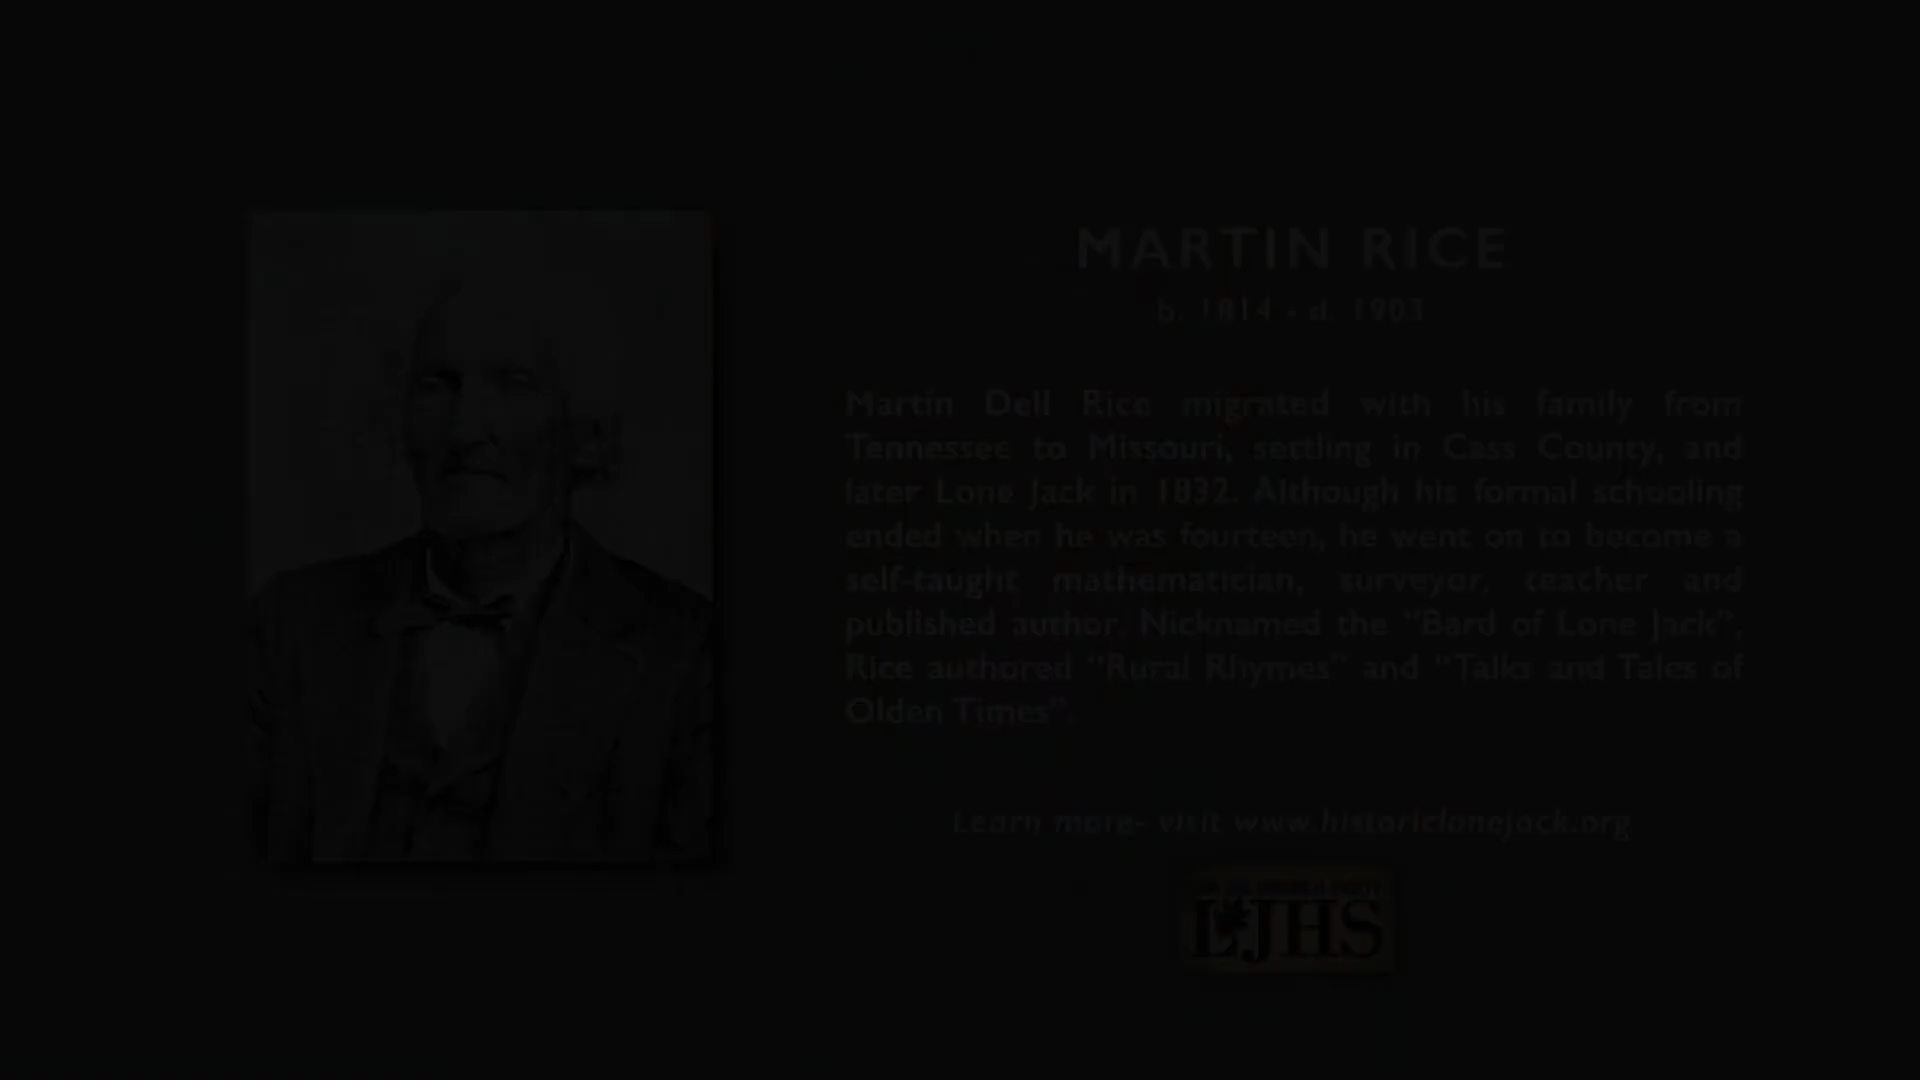 MARTIN RICE
b. 1814 - d. 1903
Martin Dell Rice migrated with his family from
Tennessee to Missouri, settling in Cass County, and
later Lone Jack in 1832. Although his formal schooling
ended when he was fourteen, he went on to become a
self-taught mathematician, surveyor, teacher and
published author. Nicknamed the “Bard of Lone Jack”.
Rice authored “Rural Rhymes” and “Talks and Tales of
Olden Times”.
Learn more- visit www.historiclonejack.org
LJHS